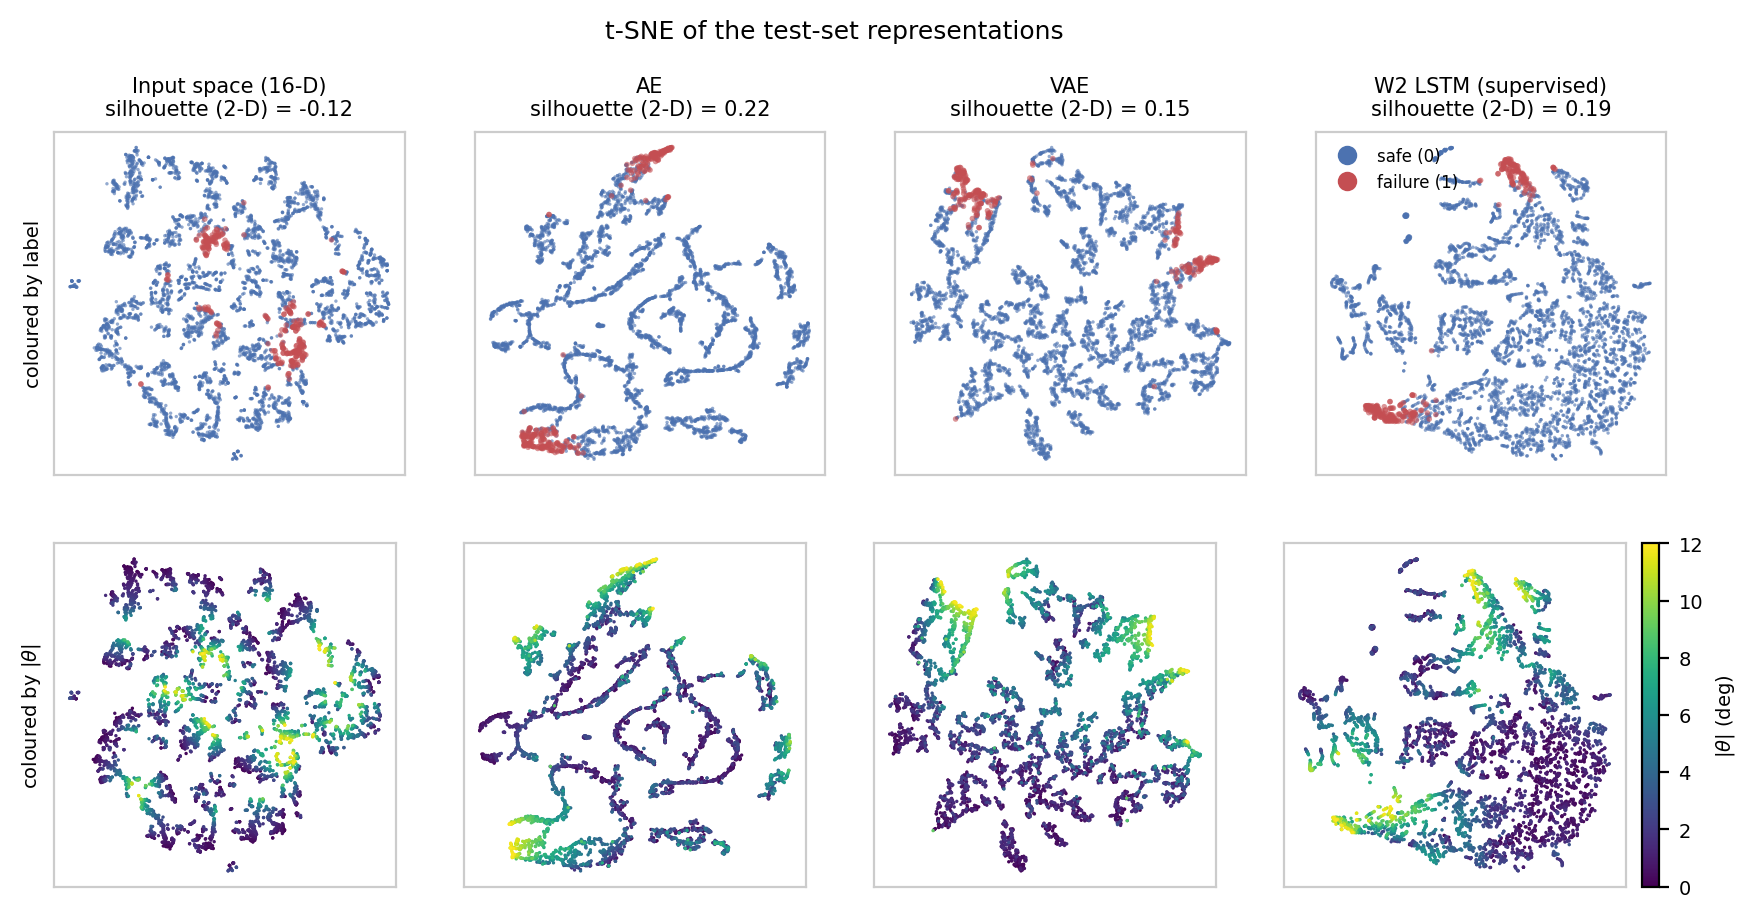 t-SNE of the test-set representations
Input space (16-D)
silhouette (2-D) = -0.12
AE
silhouette (2-D) = 0.22
VAE
silhouette (2-D) = 0.15
W2 LSTM (supervised)
silhouette (2-D) = 0.19
coloured by label
safe (0)
failure (1)
coloured by |θ|
12
10
8
6
4
2
0
|θ| (deg)